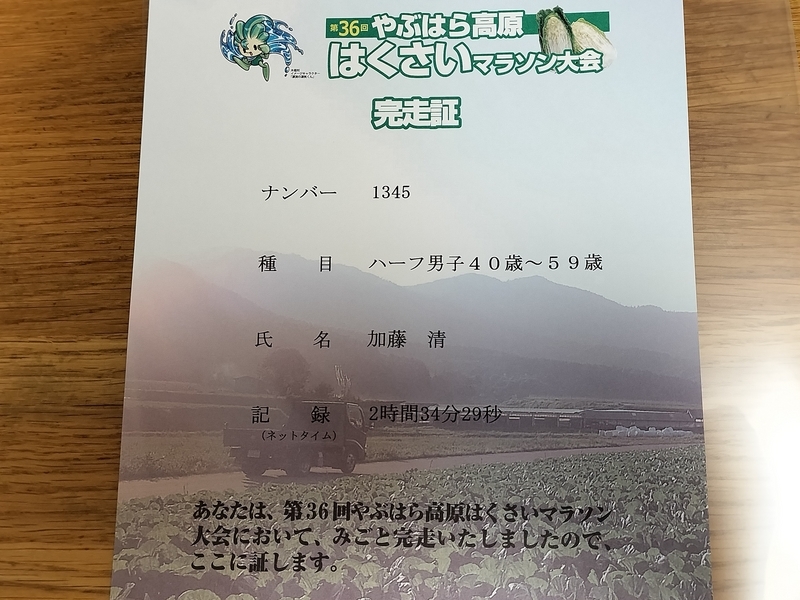 第36回 やぶはら高原
はくさいマラソン大会
完走証
ナンバー 1345
種 目 ハーフ男子40歳～59歳
氏 名 加藤 清
記 録 2時間34分29秒
(ネットタイム)
あなたは、第36回やぶはら高原はくさいマラソン
大会において、みごと完走いたしましたので、
ここに証します。